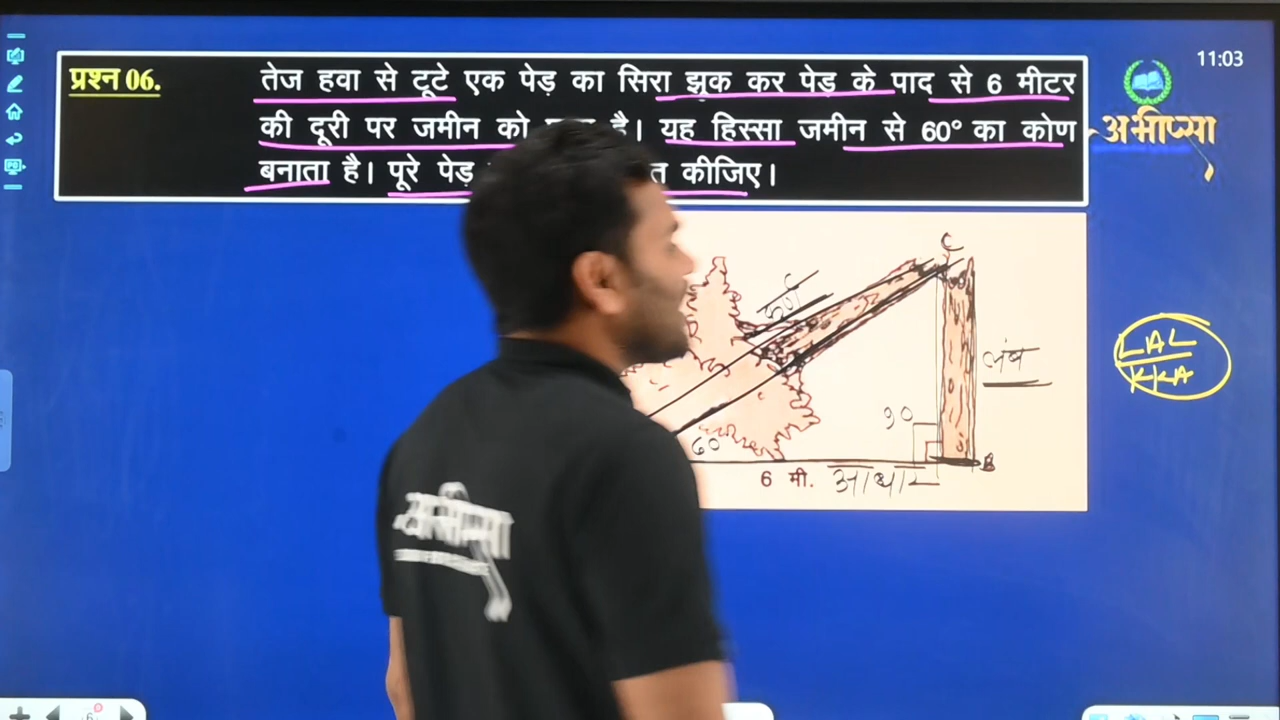 11:03
प्रश्न 06.
तेज हवा से टूटे एक पेड़ का सिरा झुक कर पेड़ के पाद से 6 मीटर
की दूरी पर जमीन को है। यह हिस्सा जमीन से 60° का कोण
बनाता है। पूरे पेड़ कीजिए।
अभीप्सा
C
कर्ण
LAL
KKA
लंब
90
60
B
6 मी. आधार
अभीप्सा